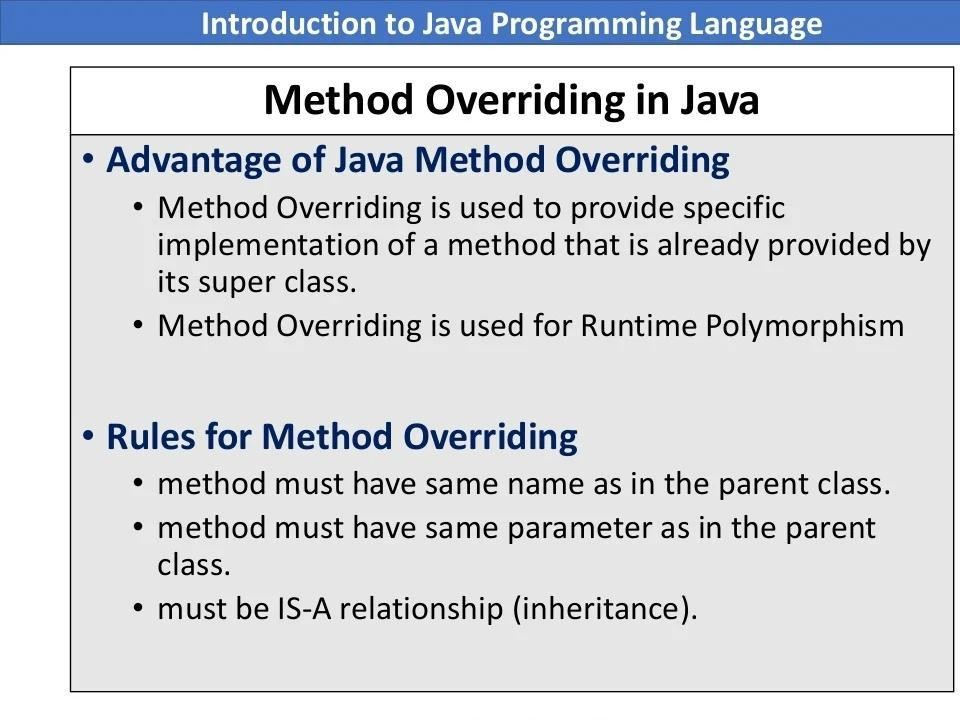 Introduction to Java Programming Language
Method Overriding in Java
• Advantage of Java Method Overriding
• Method Overriding is used to provide specific
implementation of a method that is already provided by
its super class.
• Method Overriding is used for Runtime Polymorphism
• Rules for Method Overriding
• method must have same name as in the parent class.
• method must have same parameter as in the parent
class.
• must be IS-A relationship (inheritance).